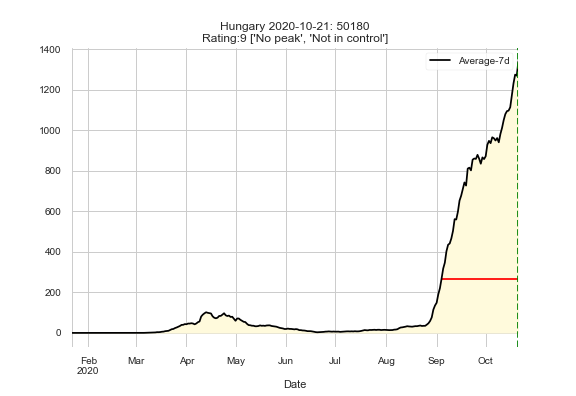 Hungary 2020-10-21: 50180
Rating:9 ['No peak', 'Not in control']
Average-7d
1400
1200
1000
800
600
400
200
0
Feb Mar Apr May Jun Jul Aug Sep Oct
2020
Date